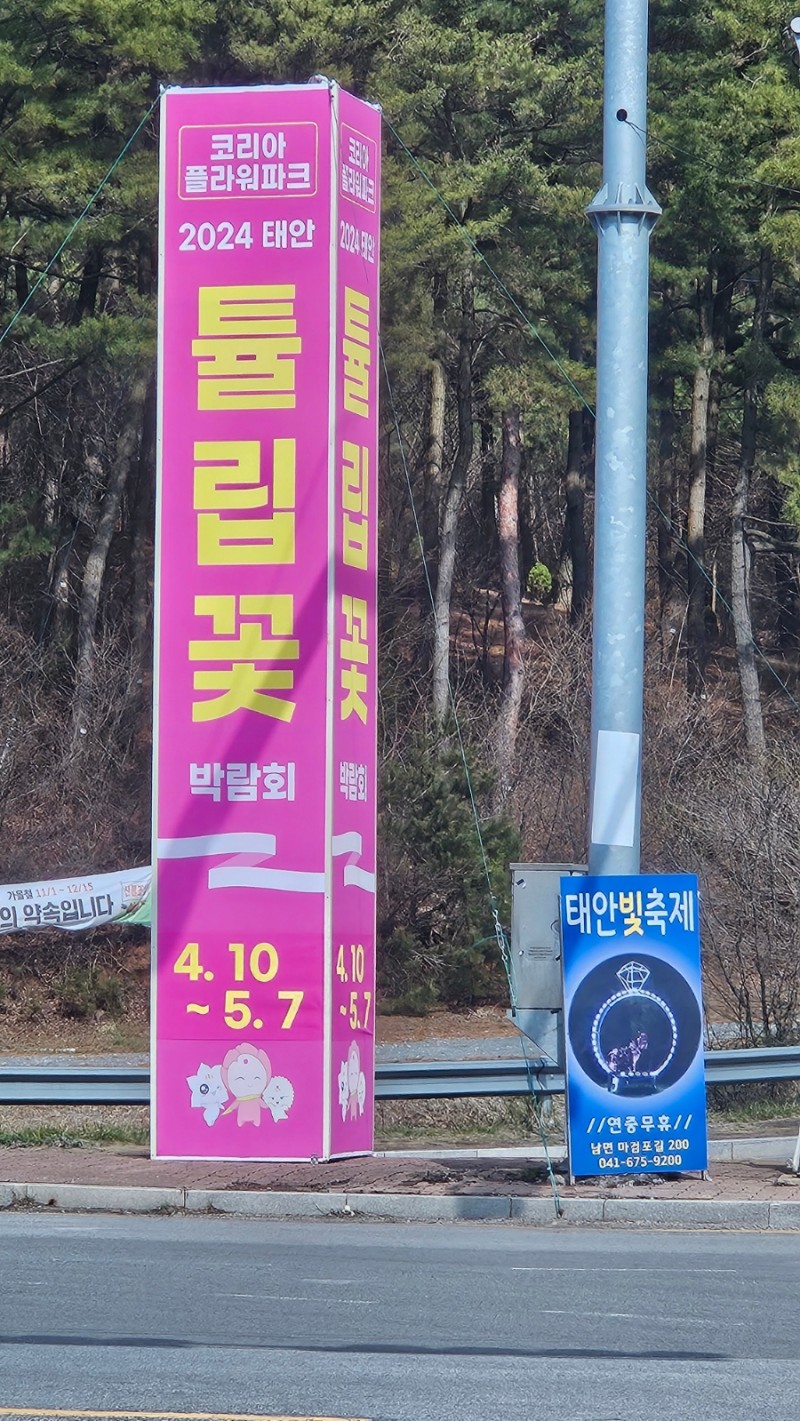 코리아
플라워파크
2024 태안
튤
립
꽃
박람회
4. 10
~ 5. 7
코리아
플라워파크
2024 태안
튤
립
꽃
박람회
4. 10
~5. 7
가을철 11/1 - 12/15
의 약속입니다
태안빛축제
//연중무휴//
남면 마검포길 200
041-675-9200